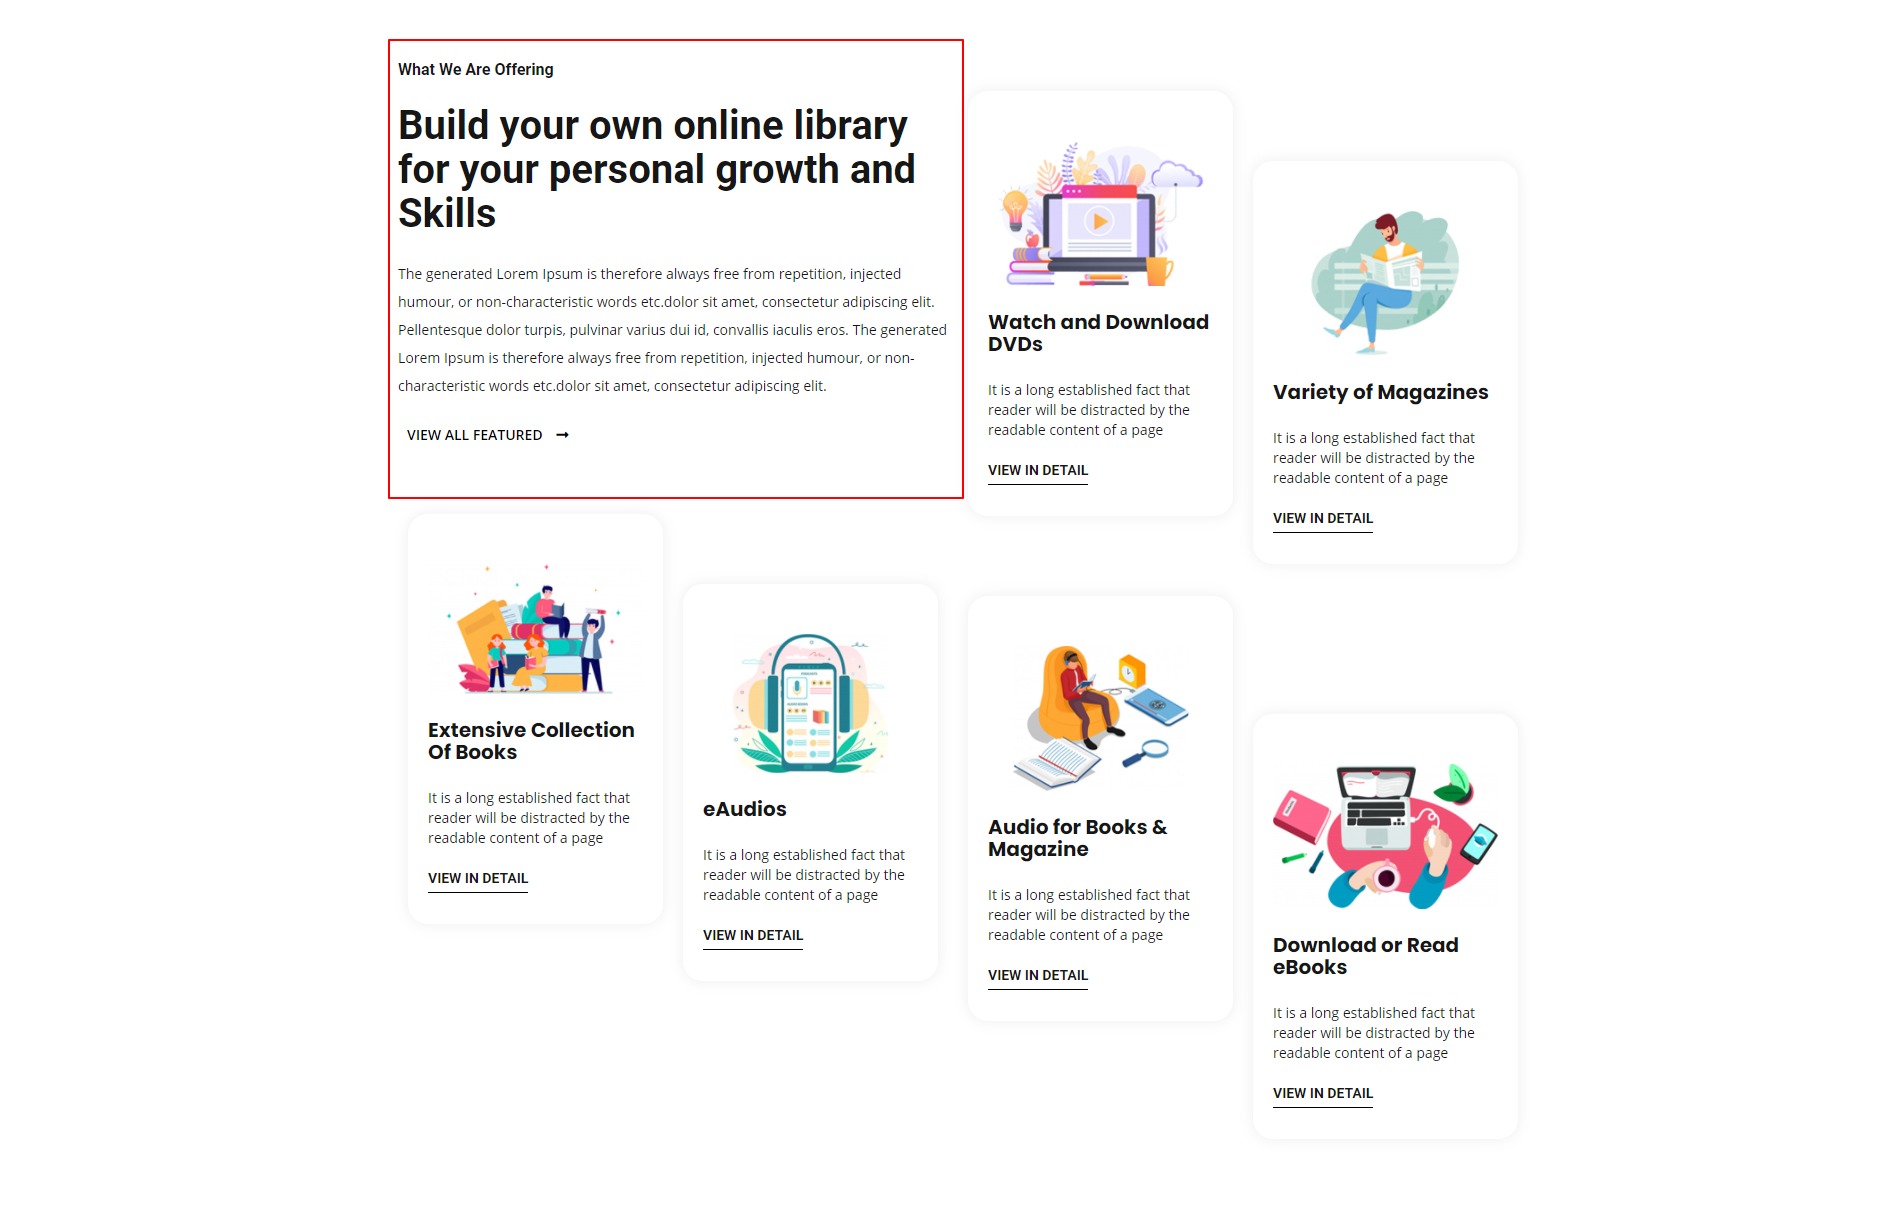 What We Are Offering
Build your own online library
for your personal growth and
Skills
The generated Lorem Ipsum is therefore always free from repetition, injected
humour, or non-characteristic words etc.dolor sit amet, consectetur adipiscing elit.
Pellentesque dolor turpis, pulvinar varius dui id, convallis iaculis eros. The generated
Lorem Ipsum is therefore always free from repetition, injected humour, or non-
characteristic words etc.dolor sit amet, consectetur adipiscing elit.
VIEW ALL FEATURED
Watch and Download
DVDs
It is a long established fact that
reader will be distracted by the
readable content of a page
VIEW IN DETAIL
Variety of Magazines
It is a long established fact that
reader will be distracted by the
readable content of a page
VIEW IN DETAIL
Extensive Collection
Of Books
It is a long established fact that
reader will be distracted by the
readable content of a page
VIEW IN DETAIL
eAudios
It is a long established fact that
reader will be distracted by the
readable content of a page
VIEW IN DETAIL
Audio for Books &
Magazine
It is a long established fact that
reader will be distracted by the
readable content of a page
VIEW IN DETAIL
Download or Read
eBooks
It is a long established fact that
reader will be distracted by the
readable content of a page
VIEW IN DETAIL